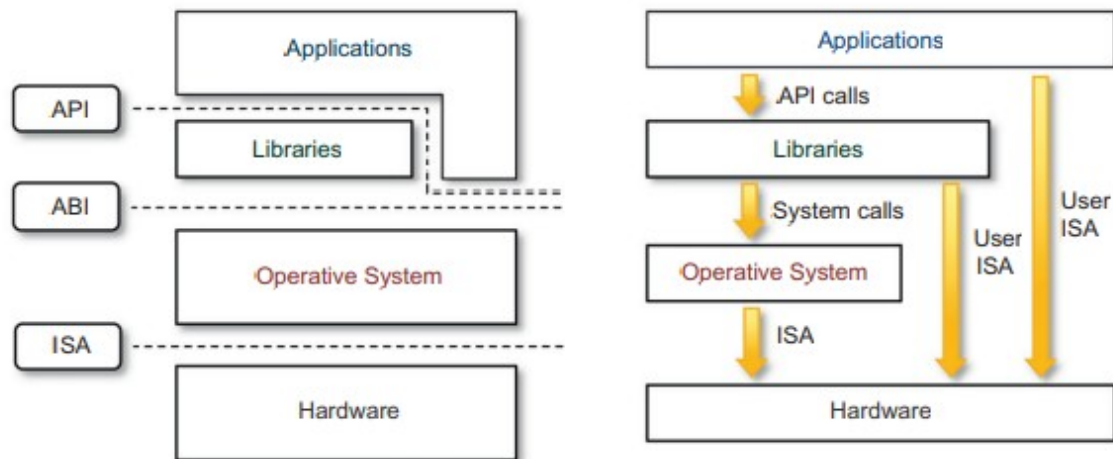 Applications
API
Libraries
ABI
Operative System
ISA
Hardware
Applications
API calls
Libraries
System calls
User
ISA
User
ISA
Operative System
ISA
Hardware